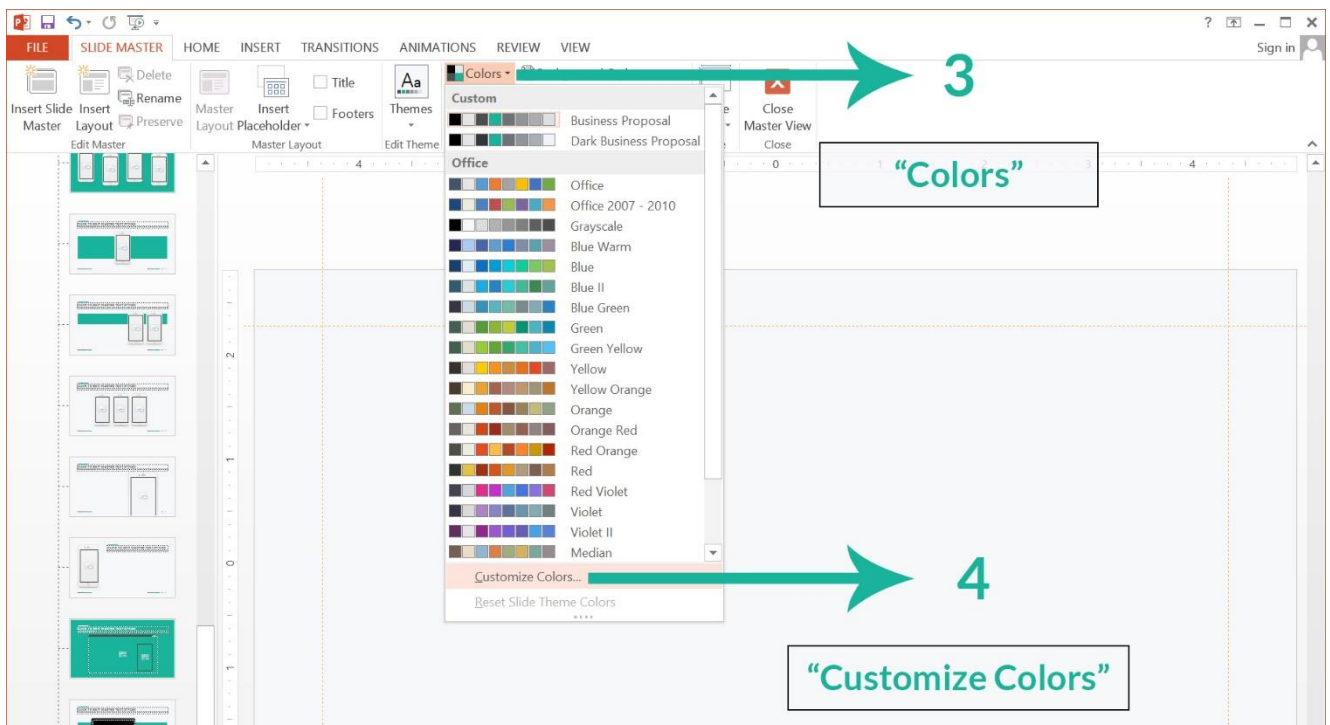 Sign in
FILE SLIDE MASTER HOME INSERT TRANSITIONS ANIMATIONS REVIEW VIEW
Insert Slide Master
Insert Layout
Delete
Rename
Preserve
Edit Master
Master Layout
Insert Placeholder
Title
Footers
Master Layout
Themes
Edit Theme
Colors
Close Master View
Close
3
"Colors"
Custom
Business Proposal
Dark Business Proposal
Office
Office
Office 2007 - 2010
Grayscale
Blue Warm
Blue
Blue II
Blue Green
Green
Green Yellow
Yellow
Yellow Orange
Orange
Orange Red
Red Orange
Red
Red Violet
Violet
Violet II
Median
Customize Colors...
Reset Slide Theme Colors
4
"Customize Colors"